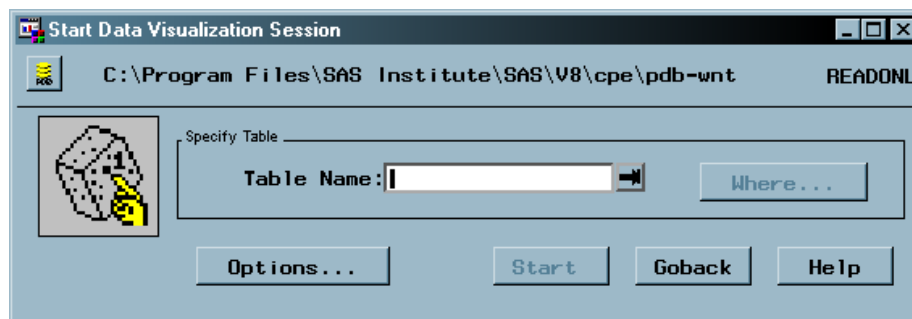 Start Data Visualization Session
C:\Program Files\SAS Institute\SAS\V8\cpe\pdb-wnt READONL
Specify Table
Table Name: Where...
Options... Start Goback Help